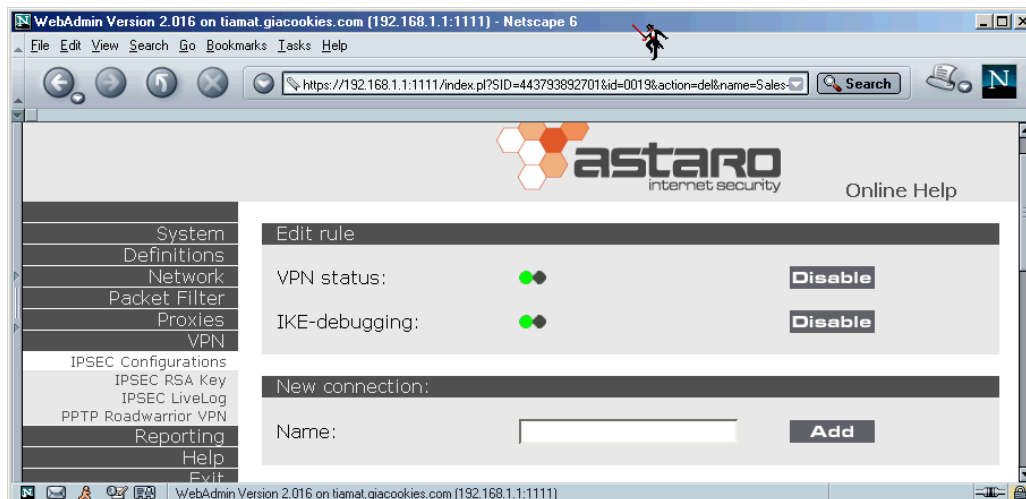 WebAdmin Version 2.016 on tiamat.giacookies.com (192.168.1.1:1111) - Netscape 6
File Edit View Search Go Bookmarks Tasks Help
https://192.168.1.1:1111/index.pl?SID=443793892701&id=0019&action=del&name=Sales- Search N
astaro
internet security
Online Help
System
Definitions
Network
Packet Filter
Proxies
VPN
IPSEC Configurations
IPSEC RSA Key
IPSEC LiveLog
PPTP Roadwarrior VPN
Reporting
Help
Exit
Edit rule
VPN status: Disable
IKE-debugging: Disable
New connection:
Name: Add
WebAdmin Version 2.016 on tiamat.giacookies.com (192.168.1.1:1111)